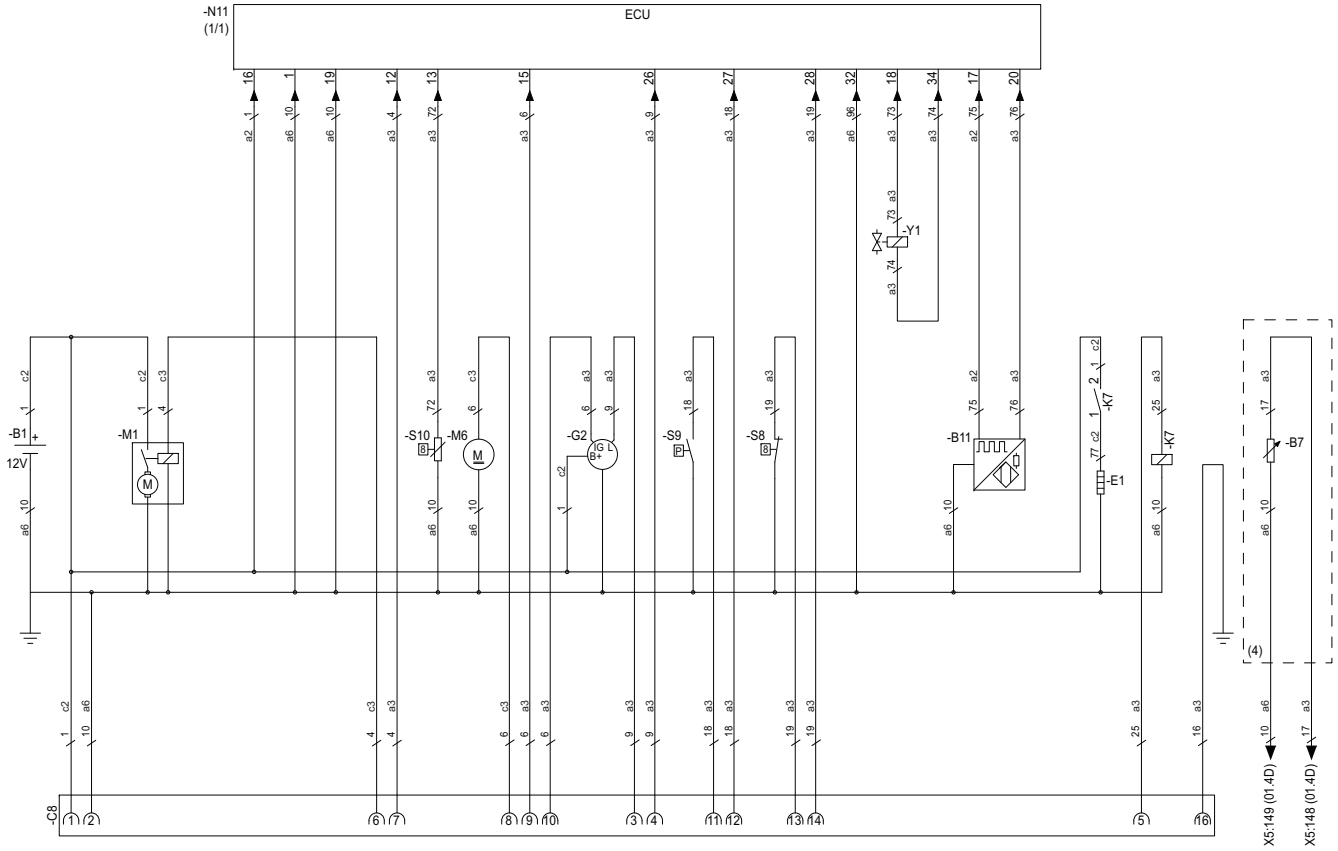 -N11
(1/1)
ECU
16 1 19 12 13 15 26 27 28 32 18 34 17 20
1 10 10 4 72 6 9 18 19 96 73 74 75 76
a2 a6 a6 a3 a3 a3 a3 a3 a3 a6 a3 a3 a2 a3
a3
73
-Y1
74
a3
c2 c2 c3 a3 c3 a3 a3 a3 a3 a2 a3 c2 a3 a3
1 1 4 72 6 6 9 18 19 75 76 1 25 17
2
-K7
1
-B1 + -M1 -S10 -M6 -G2 -S9 -S8 -B11 c2 -K7 -B7
12V
M
8
M
IG L
B+
P
8
77
-E1
c2
10 10 10 1 10 10 10
a6 a6 a6 a6 a6 a6
(4)
c2 a6 c3 a3 c3 a3 a3 a3 a3 a3 a3 a3 a3 a3 a3 a6 a3
1 10 4 4 6 6 6 9 9 18 18 19 19 25 16 10 17
-C8
1 2 6 7 8 9 10 3 4 11 12 13 14 5 16
X5:149 (01.4D)
X5:148 (01.4D)